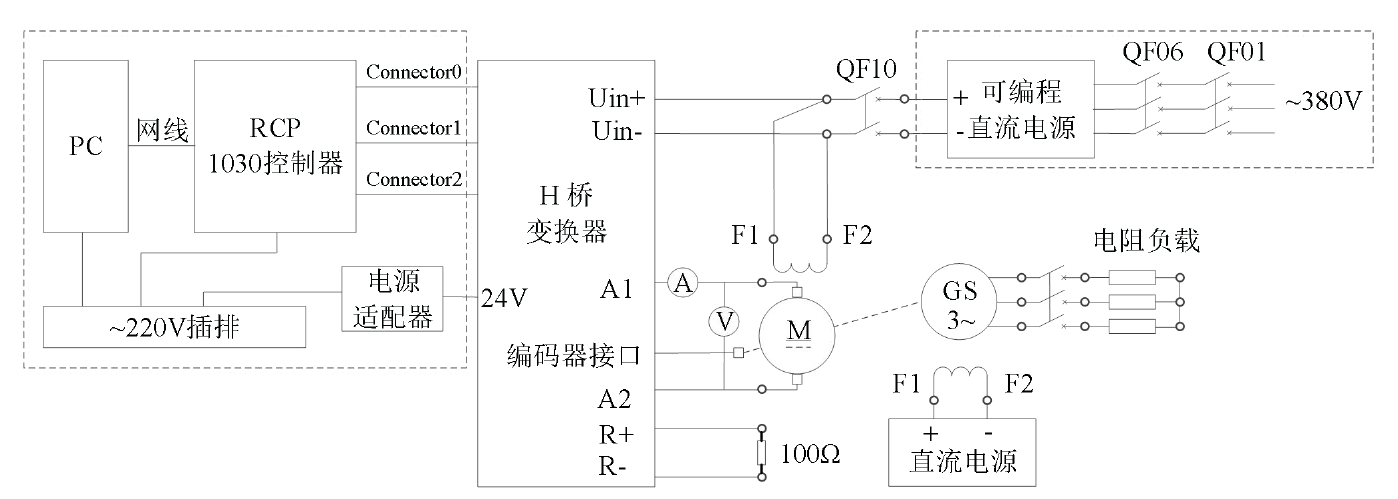 PC
网线
RCP
1030控制器
Connector0
Connector1
Connector2
~220V插排
电源
适配器
24V
H 桥
变换器
Uin+
Uin-
A1
编码器接口
A2
R+
R-
A
V
M
100Ω
F1
F2
QF10
+
-
可编程
直流电源
QF06
QF01
~380V
GS
3~
电阻负载
F1
F2
+
-
直流电源